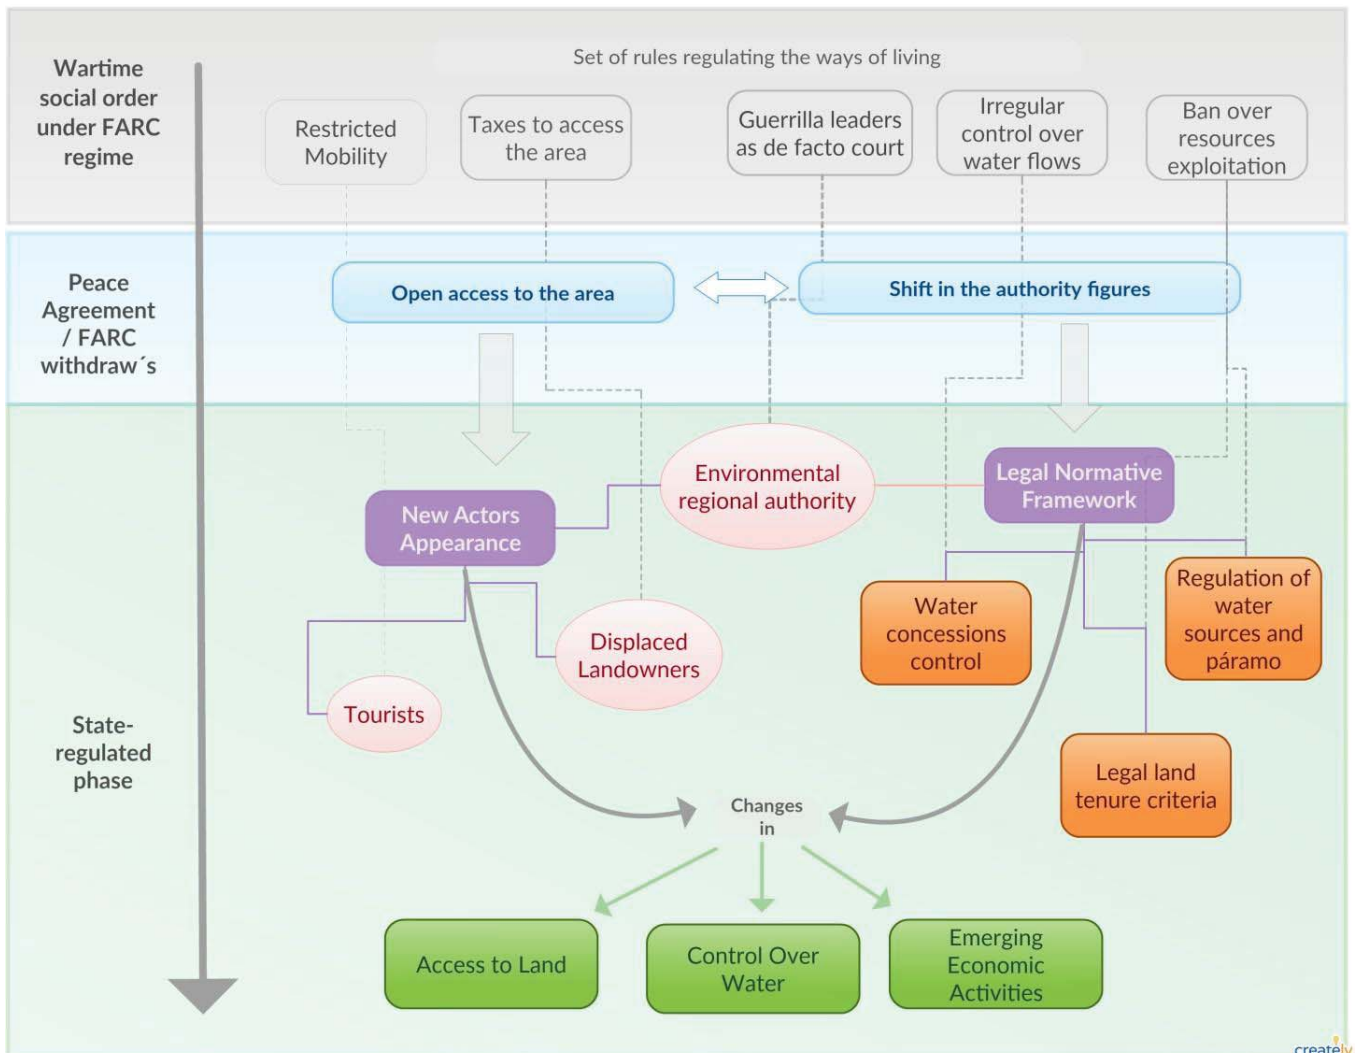 Set of rules regulating the ways of living
Wartime
social order
under FARC
regime
Restricted
Mobility
Taxes to access
the area
Guerrilla leaders
as de facto court
Irregular
control over
water flows
Ban over
resources
exploitation
Peace
Agreement
/ FARC
withdraw´s
Open access to the area
Shift in the authority figures
New Actors
Appearance
Environmental
regional authority
Legal Normative
Framework
Tourists
Displaced
Landowners
Water
concessions
control
Regulation of
water
sources and
páramo
Legal land
tenure criteria
State-
regulated
phase
Changes
in
Access to Land
Control Over
Water
Emerging
Economic
Activities
creately